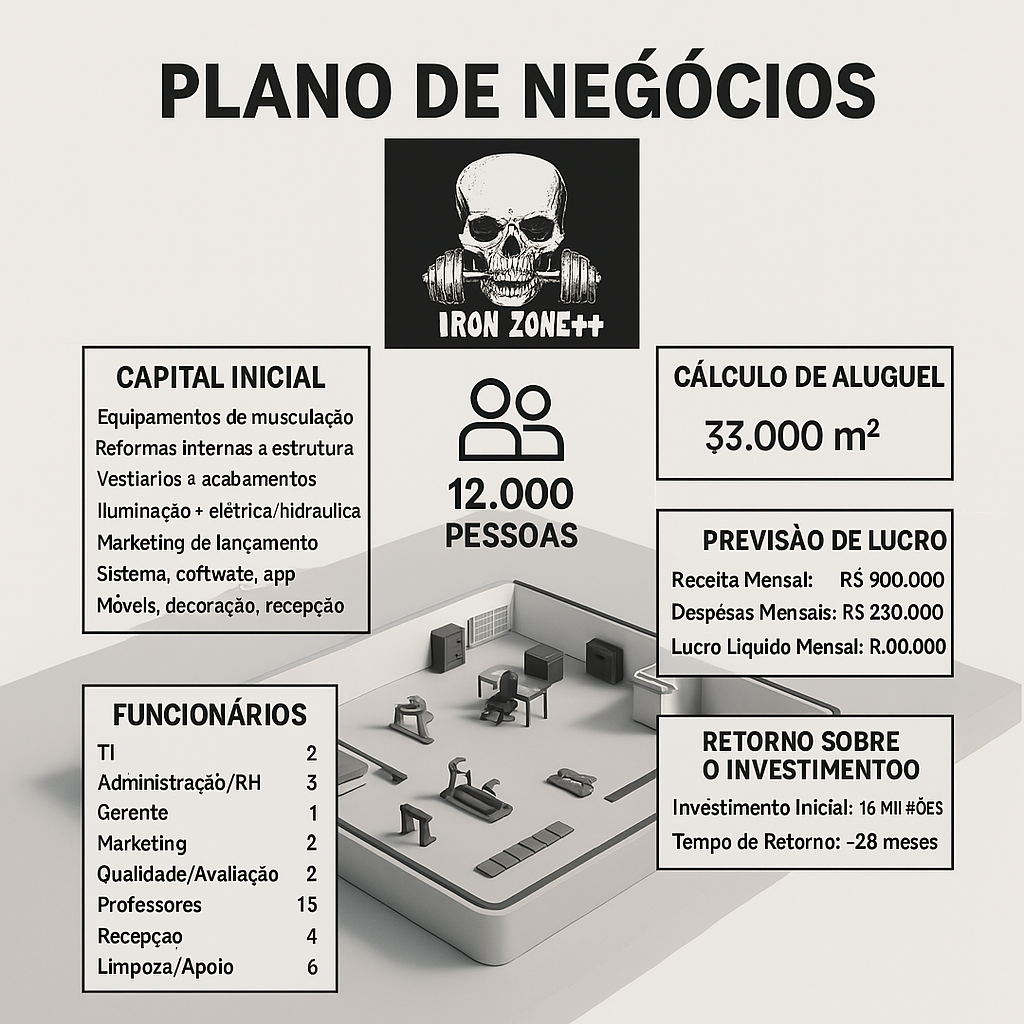 PLANO DE NEǴÓCIOS
IRON ZONE++
CAPITAL INICIAL
Equipamentos de musculação
Reformas internas a estrutura
Vestiarios a acabamentos
Iluminação + elétrica/hidraulica
Marketing de lançamento
Sistema, coftwate, app
Móvels, decoração, recepção
12.000
PESSOAS
CÁLCULO DE ALUGUEL
33.000 m²
PREVISÀO DE LUCRO
Receita Mensal: RŚ 900.000
Despésas Mensais: RS 230.000
Lucro Liquido Mensal: R.00.000
FUNCIONÁRIOS
TI 2
Administração/RH 3
Gerente 1
Marketing 2
Qualidade/Avaliação 2
Professores 15
Recepçao 4
Limpoza/Apoio 6
RETORNO SOBRE
O INVESTIMENTOO
Investimento Inicial: 16 MII #ÕES
Tempo de Retorno: –28 meses